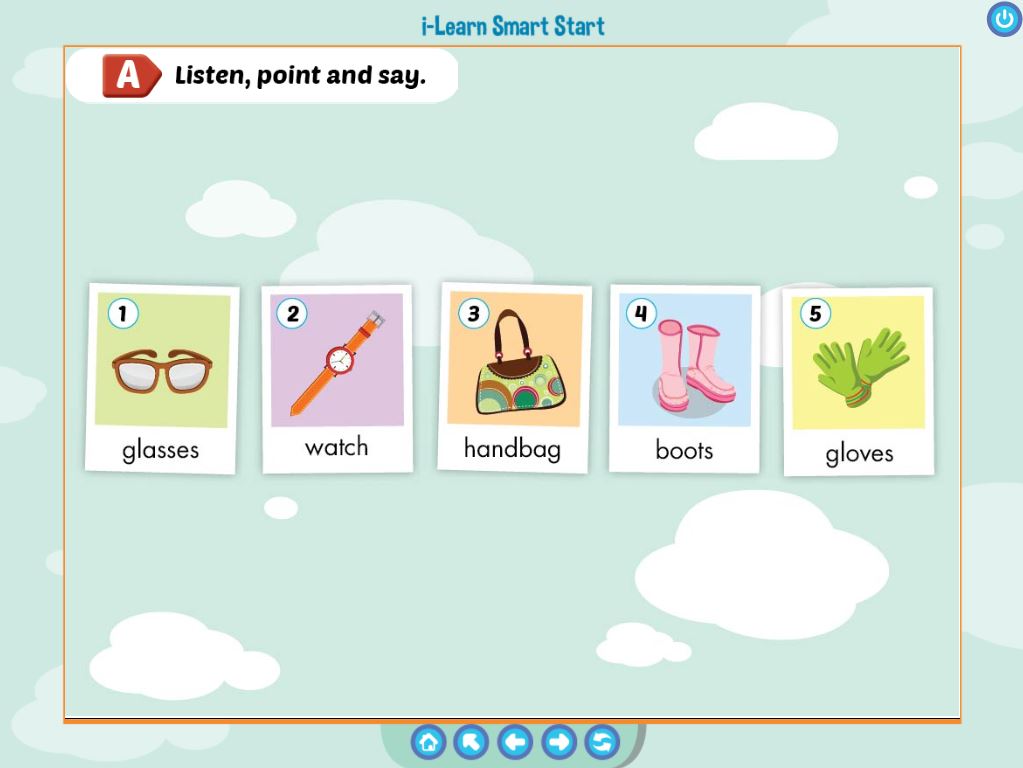 i-Learn Smart Start
A Listen, point and say.
1
glasses
2
watch
3
handbag
4
boots
5
gloves